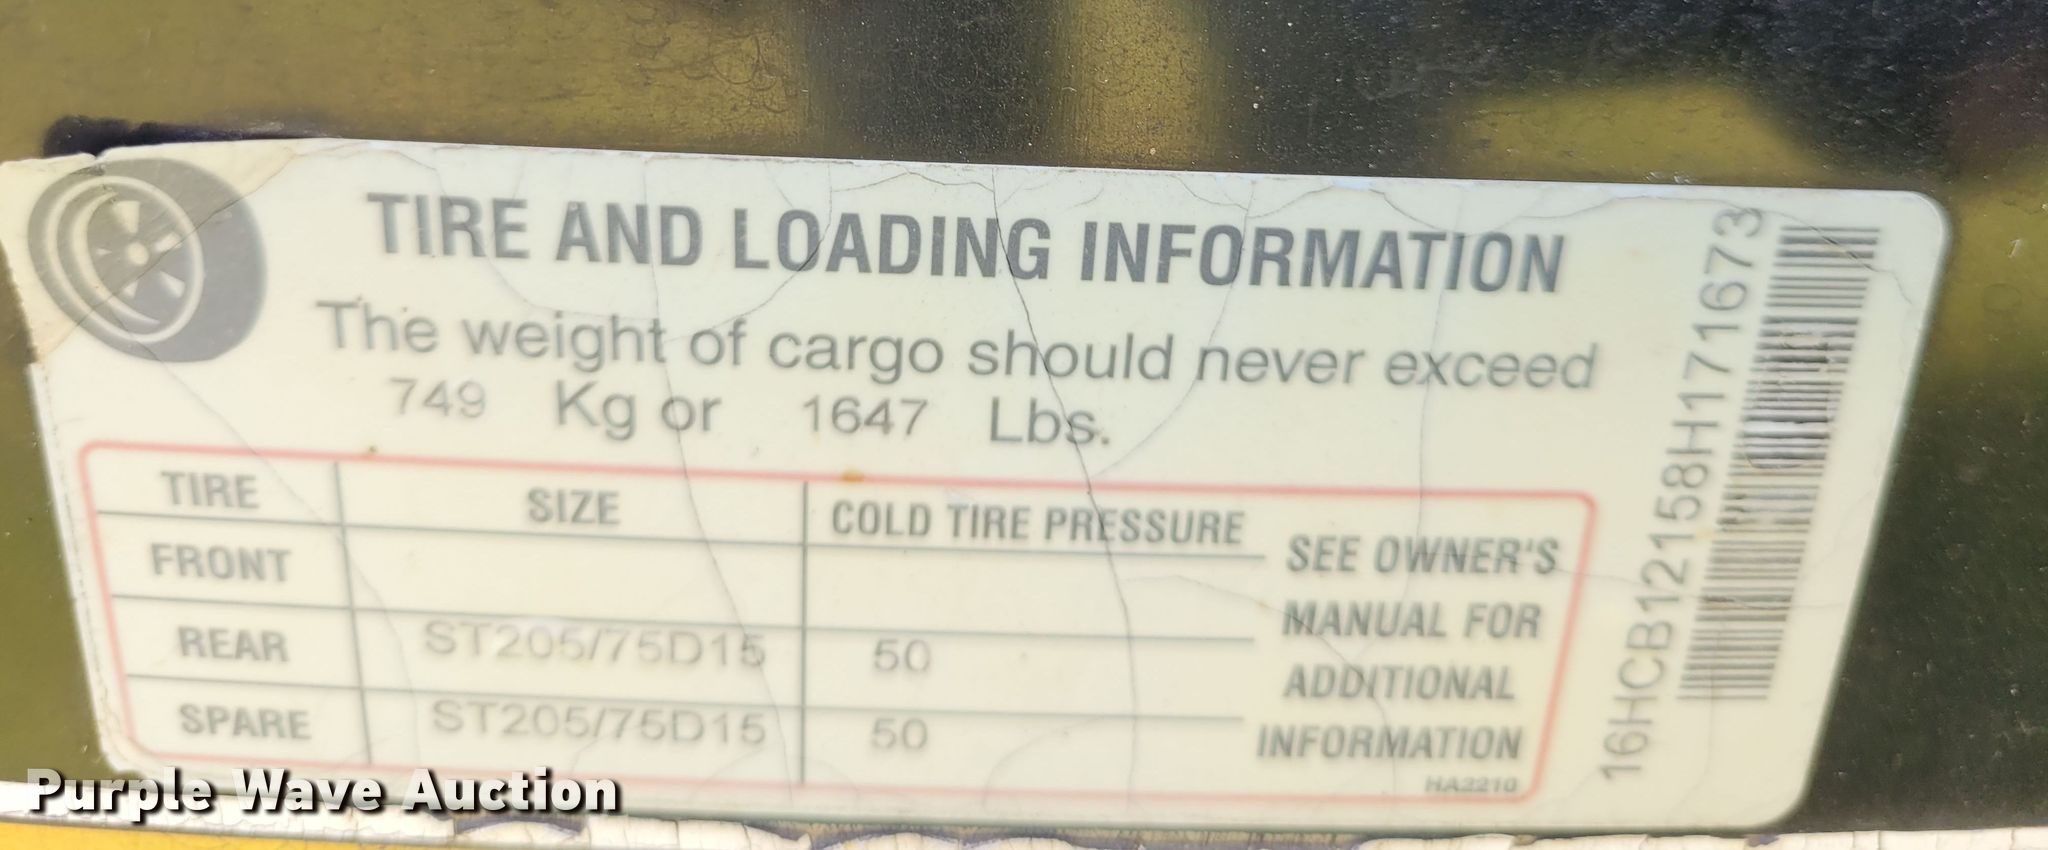 TIRE AND LOADING INFORMATION
The weight of cargo should never exceed
749 Kg or 1647 Lbs.
TIRE SIZE COLD TIRE PRESSURE
FRONT
REAR ST205/75D15 50
SPARE ST205/75D15 50
SEE OWNER'S
MANUAL FOR
ADDITIONAL
INFORMATION
HA2210
16HCB12158H171673
Purple Wave Auction